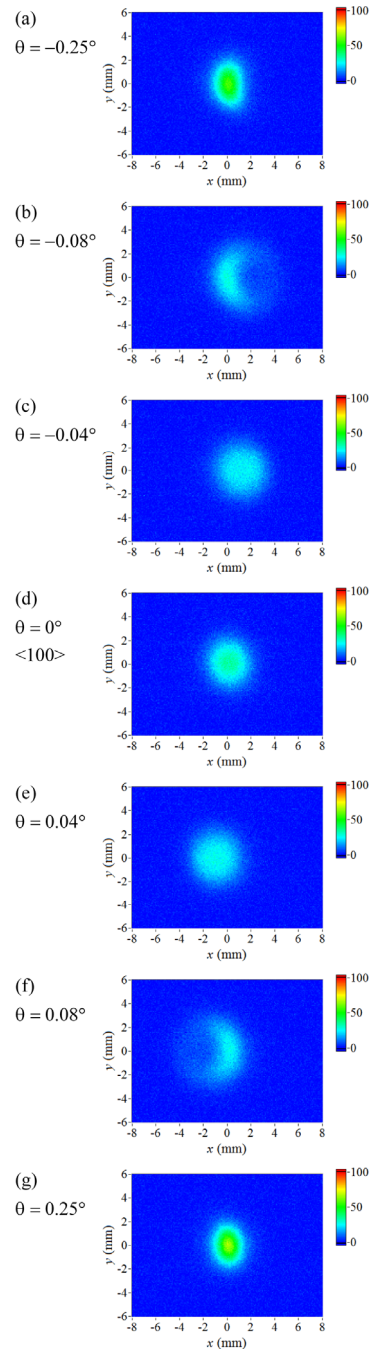 (a)
θ = −0.25°
6
4
2
0
-2
-4
-6
y (mm)
-8 -6 -4 -2 0 2 4 6 8
x (mm)
100
50
0
(b)
θ = −0.08°
6
4
2
0
-2
-4
-6
y (mm)
-8 -6 -4 -2 0 2 4 6 8
x (mm)
100
50
0
(c)
θ = −0.04°
6
4
2
0
-2
-4
-6
y (mm)
-8 -6 -4 -2 0 2 4 6 8
x (mm)
100
50
0
(d)
θ = 0°
<100>
6
4
2
0
-2
-4
-6
y (mm)
-8 -6 -4 -2 0 2 4 6 8
x (mm)
100
50
0
(e)
θ = 0.04°
6
4
2
0
-2
-4
-6
y (mm)
-8 -6 -4 -2 0 2 4 6 8
x (mm)
100
50
0
(f)
θ = 0.08°
6
4
2
0
-2
-4
-6
y (mm)
-8 -6 -4 -2 0 2 4 6 8
x (mm)
100
50
0
(g)
θ = 0.25°
6
4
2
0
-2
-4
-6
y (mm)
-8 -6 -4 -2 0 2 4 6 8
x (mm)
100
50
0